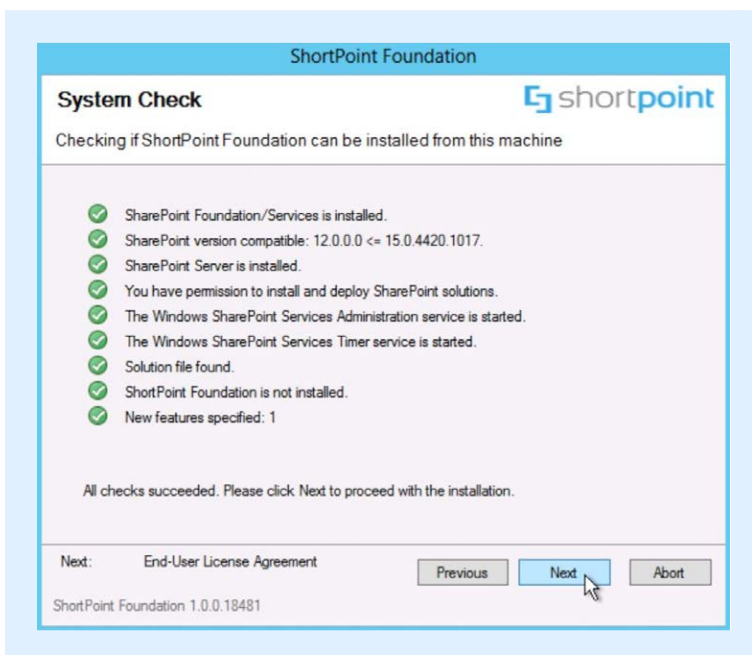 ShortPoint Foundation
System Check
shortpoint
Checking if ShortPoint Foundation can be installed from this machine
SharePoint Foundation/Services is installed.
SharePoint version compatible: 12.0.0.0 <= 15.0.4420.1017.
SharePoint Server is installed.
You have permission to install and deploy SharePoint solutions.
The Windows SharePoint Services Administration service is started.
The Windows SharePoint Services Timer service is started.
Solution file found.
ShortPoint Foundation is not installed.
New features specified: 1
All checks succeeded. Please click Next to proceed with the installation.
Next: End-User License Agreement
Previous Next Abort
ShortPoint Foundation 1.0.0.18481